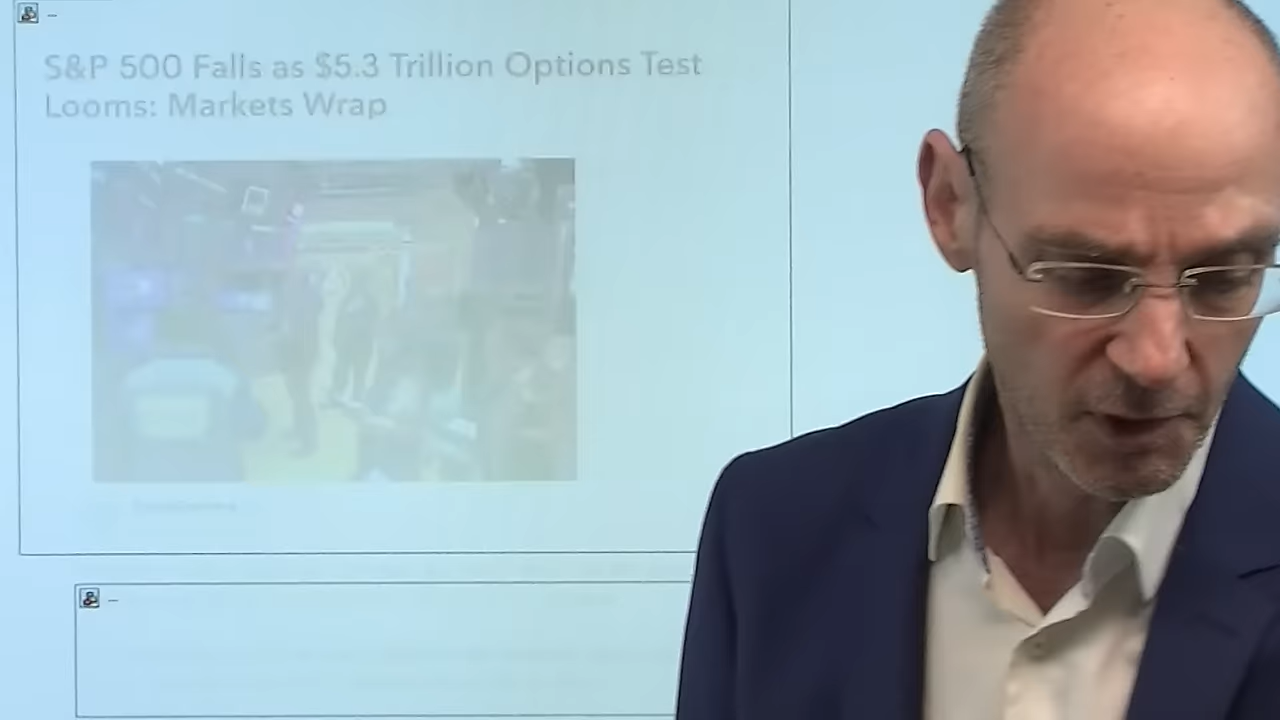 S&P 500 Falls as $5.3 Trillion Options Test
Looms: Markets Wrap